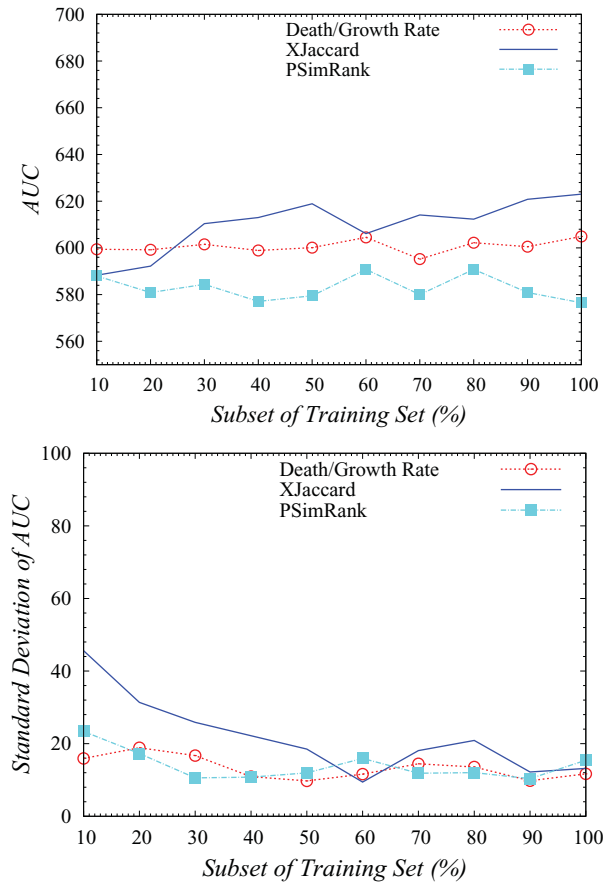 700
680
660
640
620
600
580
560
AUC
Death/Growth Rate
XJaccard
PSimRank
10 20 30 40 50 60 70 80 90 100
Subset of Training Set (%)
100
80
60
40
20
0
Standard Deviation of AUC
Death/Growth Rate
XJaccard
PSimRank
10 20 30 40 50 60 70 80 90 100
Subset of Training Set (%)